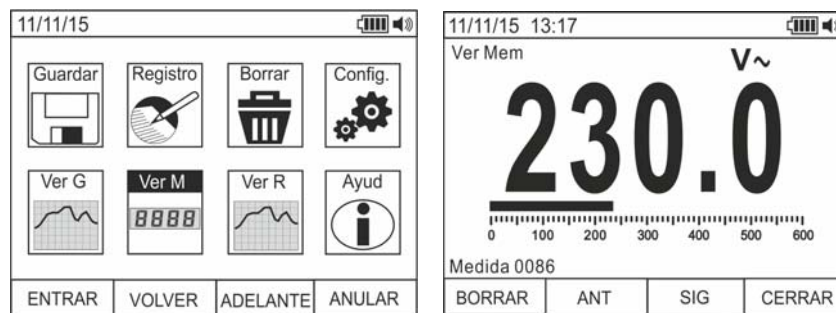 11/11/15
Guardar Registro Borrar Config.
Ver G Ver M Ver R Ayud
8888
ENTRAR VOLVER ADELANTE ANULAR
11/11/15 13:17
Ver Mem
V~
230.0
0 100 200 300 400 500 600
Medida 0086
BORRAR ANT SIG CERRAR